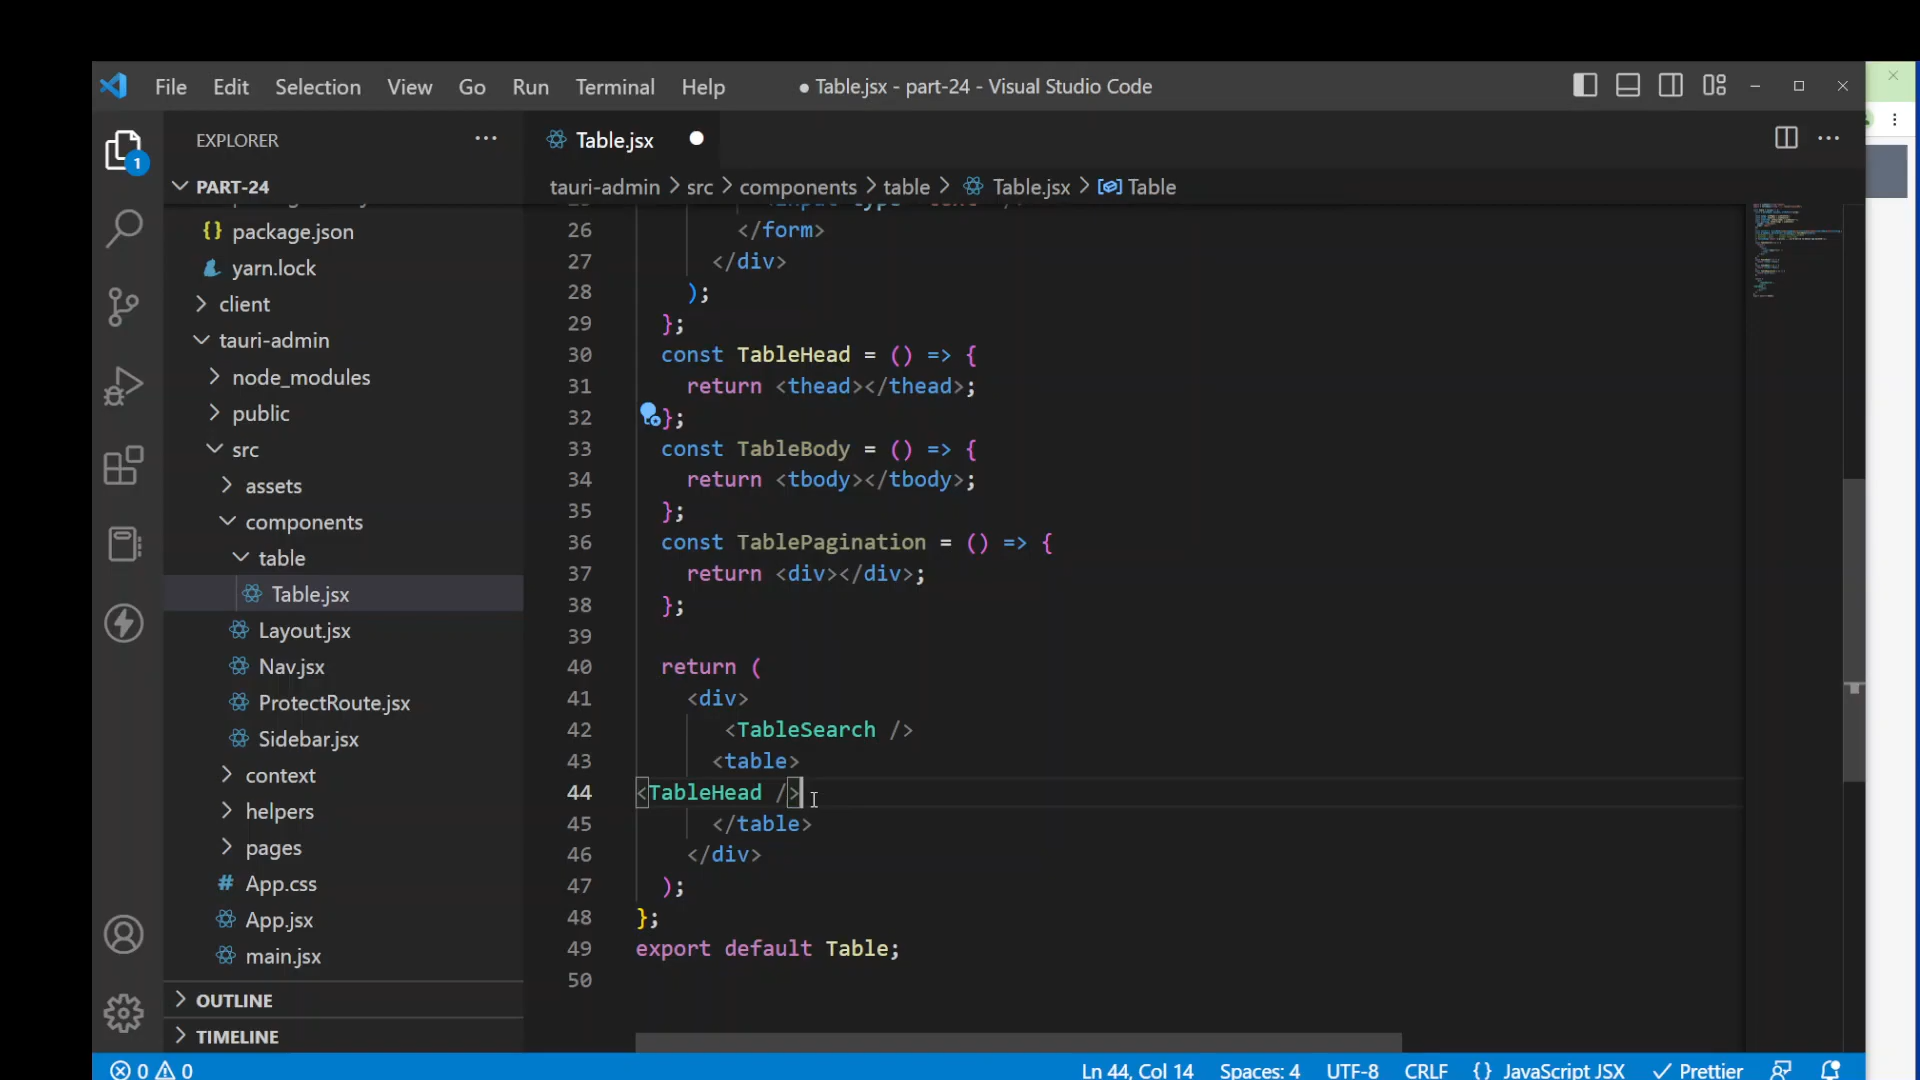 File Edit Selection View Go Run Terminal Help ● Table.jsx - part-24 - Visual Studio Code
EXPLORER
Table.jsx
PART-24
tauri-admin > src > components > table > Table.jsx > Table
package.json
yarn.lock
client
tauri-admin
node_modules
public
src
assets
components
table
Table.jsx
Layout.jsx
Nav.jsx
ProtectRoute.jsx
Sidebar.jsx
context
helpers
pages
# App.css
App.jsx
main.jsx
OUTLINE
TIMELINE
1
26 </form>
27 </div>
28 );
29 };
30 const TableHead = () => {
31 return <thead></thead>;
32 };
33 const TableBody = () => {
34 return <tbody></tbody>;
35 };
36 const TablePagination = () => {
37 return <div></div>;
38 };
39
40 return (
41 <div>
42 <TableSearch />
43 <table>
44 <TableHead />
45 </table>
46 </div>
47 );
48 };
49 export default Table;
50
0 0 Ln 44, Col 14 Spaces: 4 UTF-8 CRLF {} JavaScript JSX ✓ Prettier